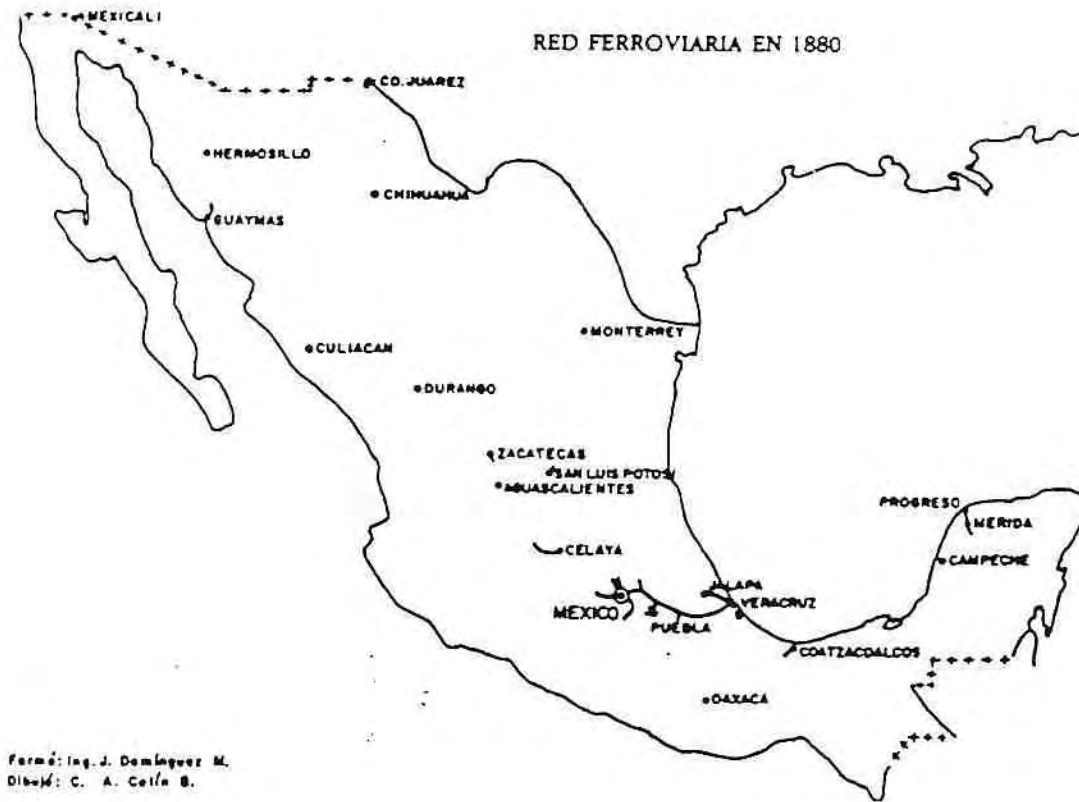 MEXICALI
RED FERROVIARIA EN 1880
CD. JUAREZ
HERMOSILLO
CHIHUAHUA
GUAYMAS
MONTERREY
CULIACAN
DURANGO
ZACATECAS
SAN LUIS POTOSI
AGUASCALIENTES
PROGRESO
MERIDA
CELAYA
CAMPECHE
JALAPA
VERACRUZ
MEXICO
PUEBLA
COATZACOALCOS
OAXACA
Formó: Ing. J. Domínguez M.
Dibujó: C. A. Colín B.